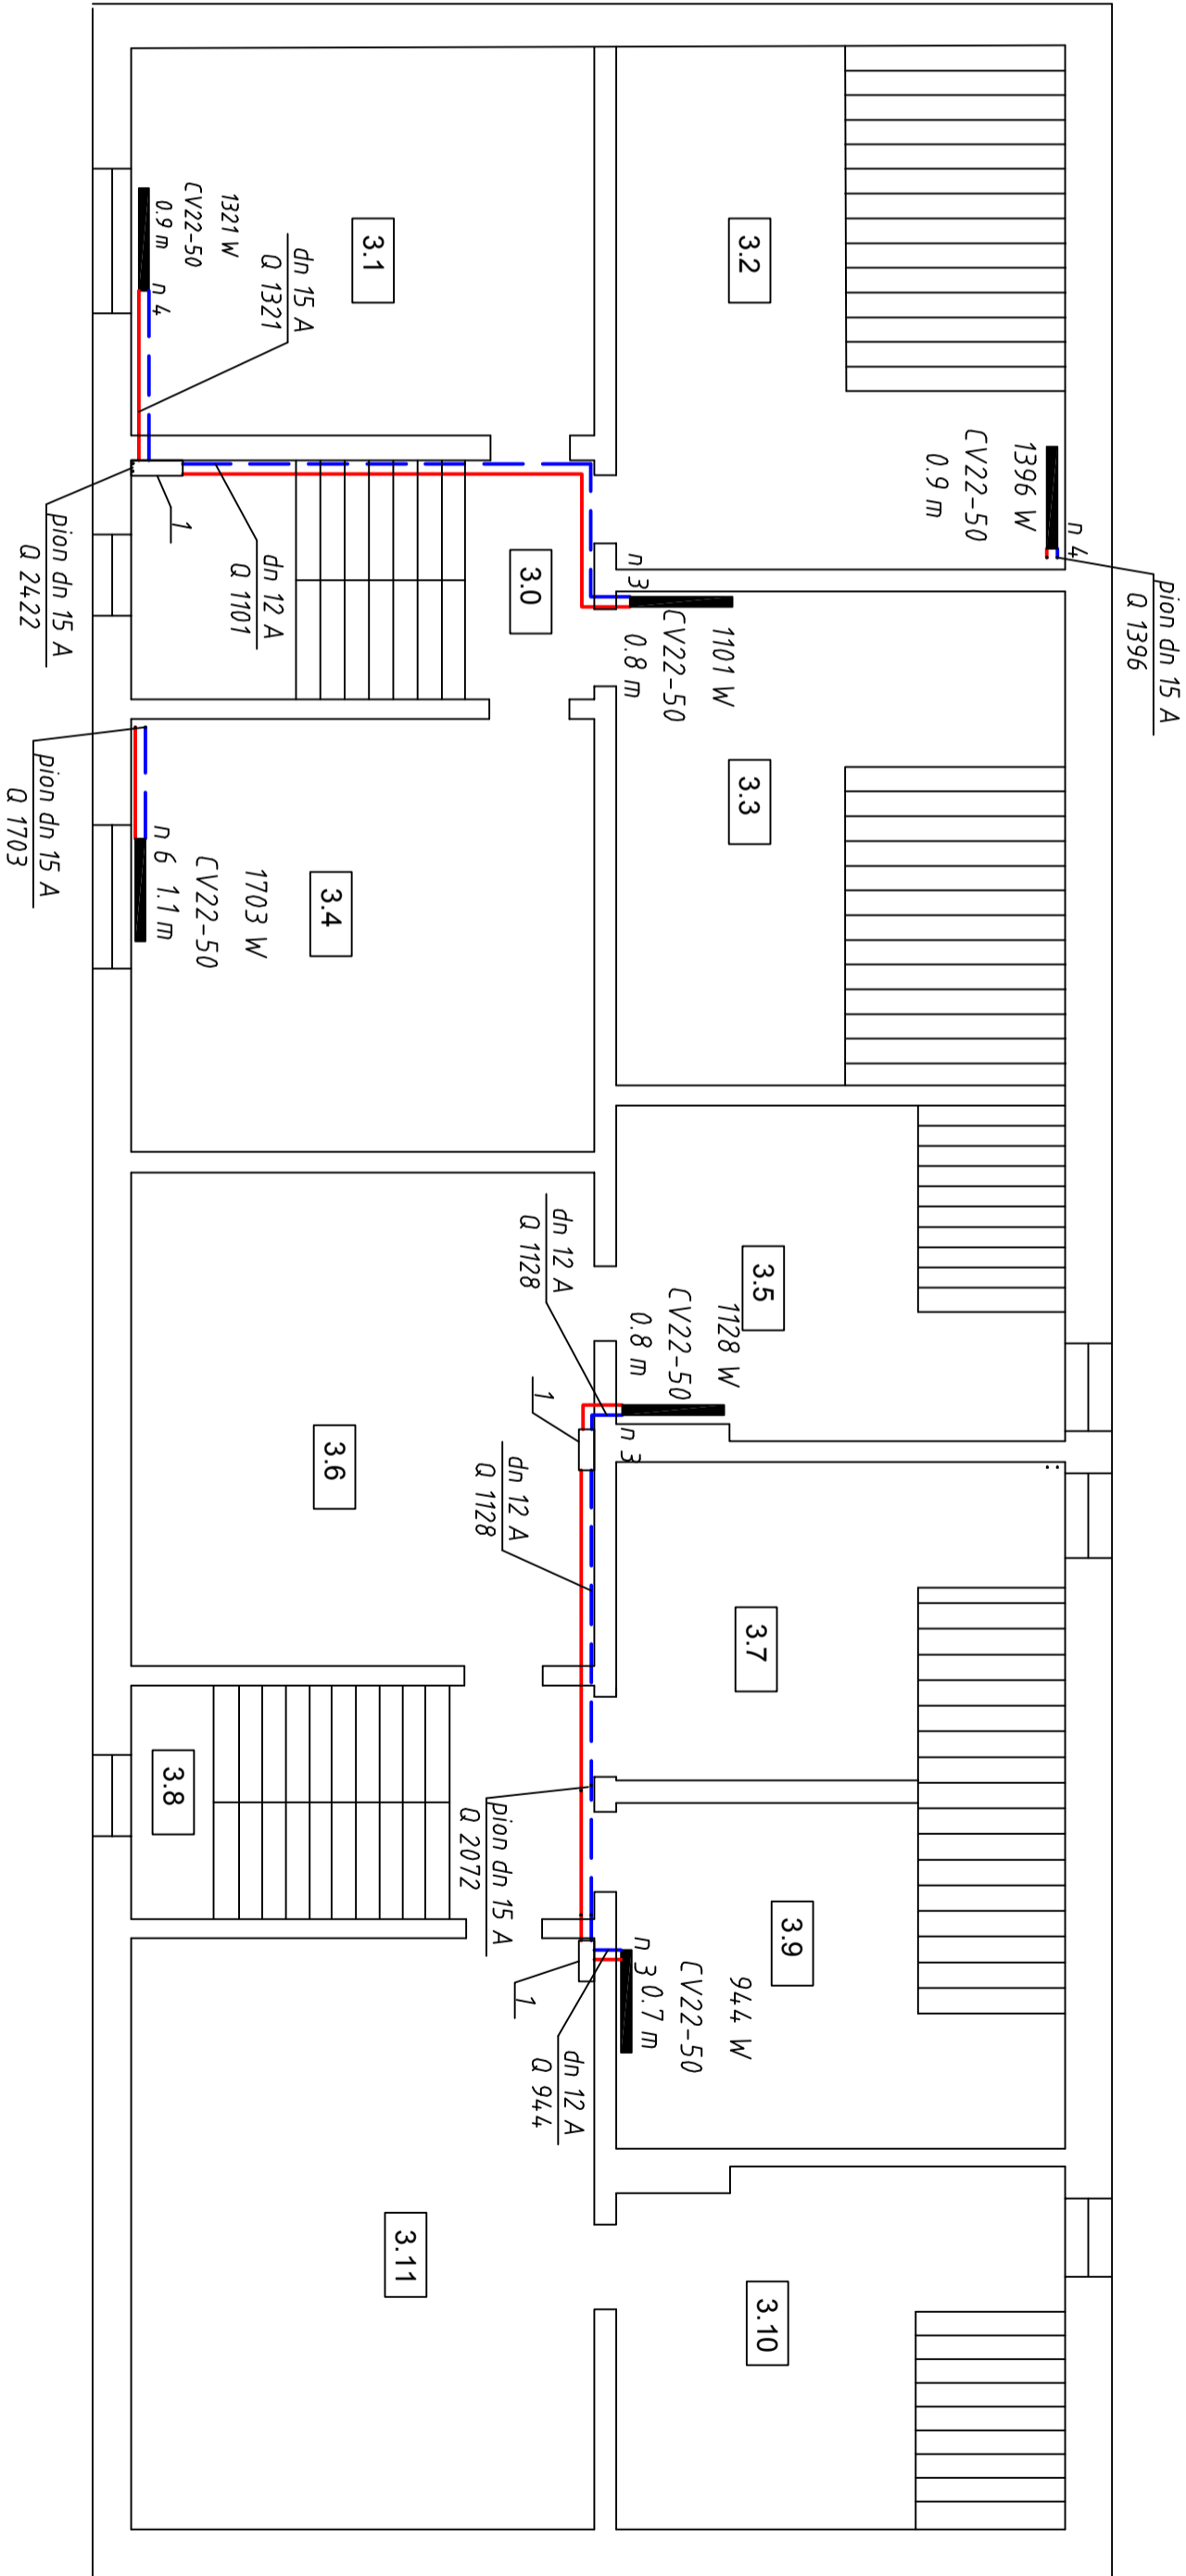 pion dn 15 A
Q 1396
n 4
1396 W
CV22-50
0.9 m
3.2
3.1
1321 W
CV22-50
0.9 m
n 4
dn 15 A
Q 1321
1
pion dn 15 A
Q 2422
dn 12 A
Q 1101
3.0
n 3
1101 W
CV22-50
0.8 m
3.3
3.4
1703 W
CV22-50
n 6 1.1 m
pion dn 15 A
Q 1703
3.5
1128 W
CV22-50
0.8 m
n 3
dn 12 A
Q 1128
1
dn 12 A
Q 1128
3.6
3.7
3.8
pion dn 15 A
Q 2072
3.9
944 W
CV22-50
n 3 0.7 m
1
dn 12 A
Q 944
3.10
3.11